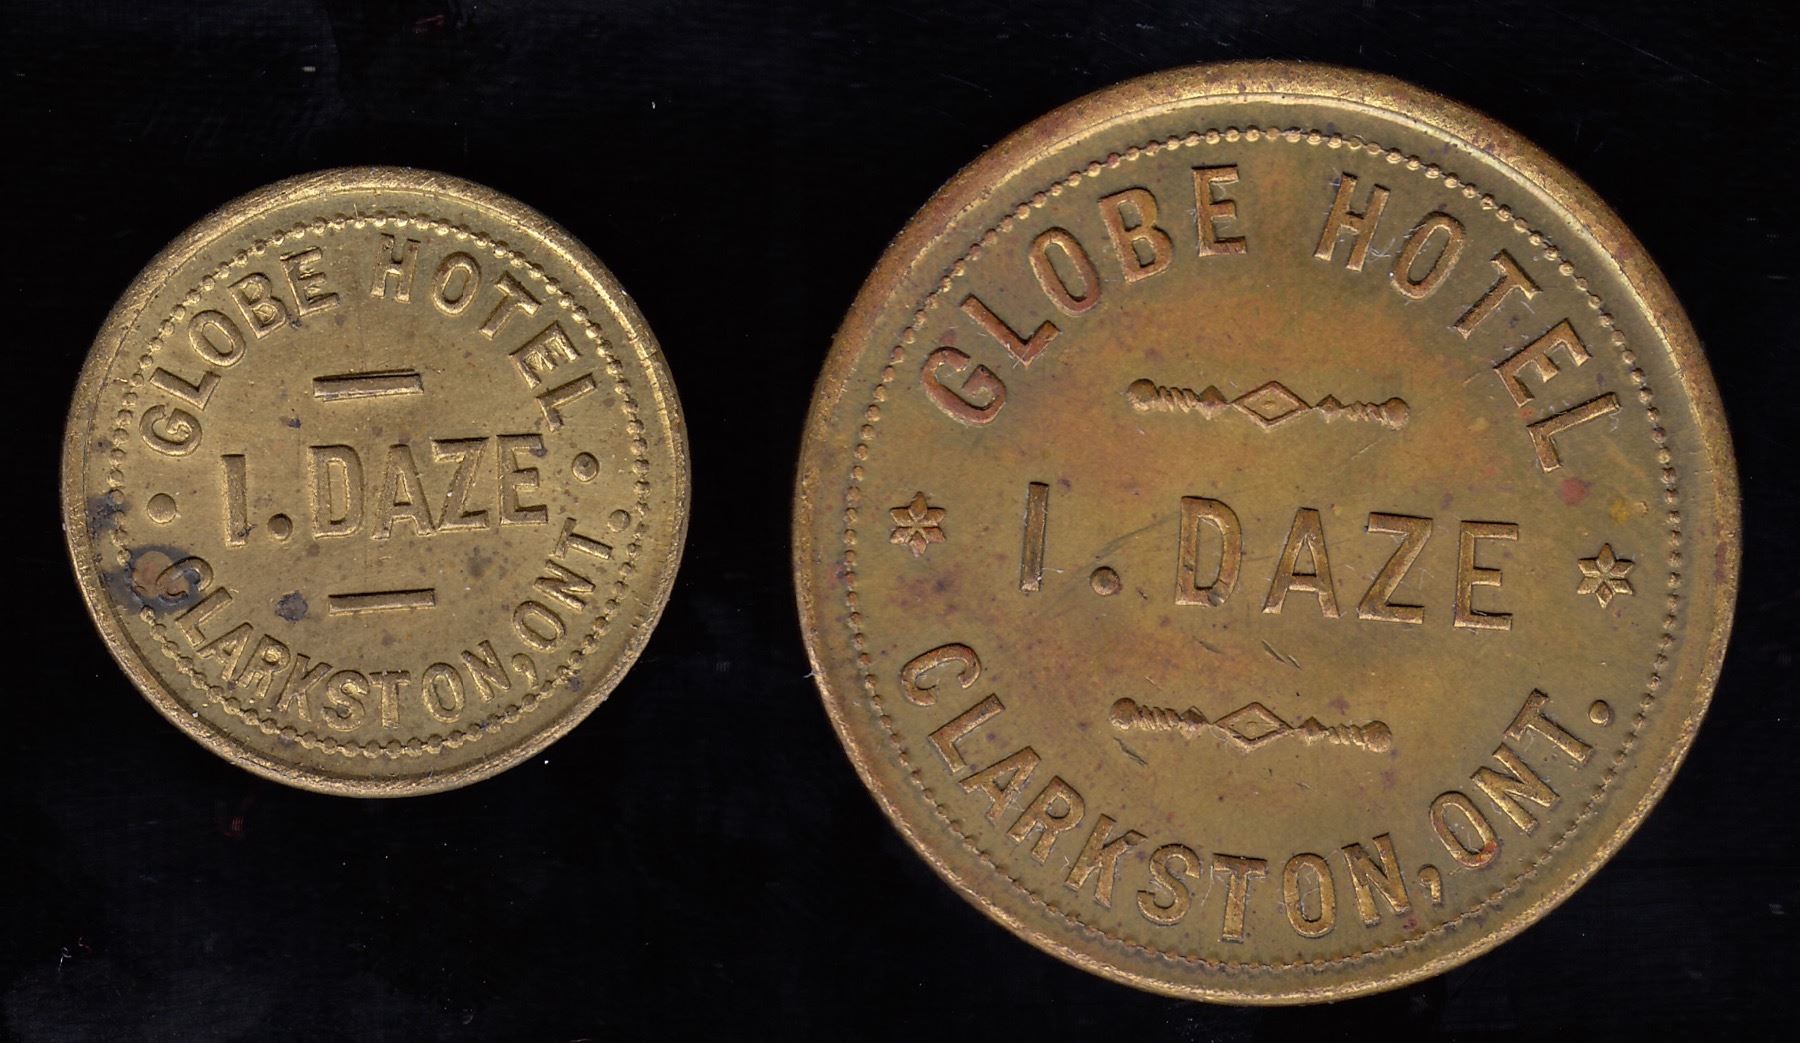 GLOBE HOTEL
I. DAZE
CLARKSTON, ONT.
GLOBE HOTEL
I. DAZE
CLARKSTON, ONT.